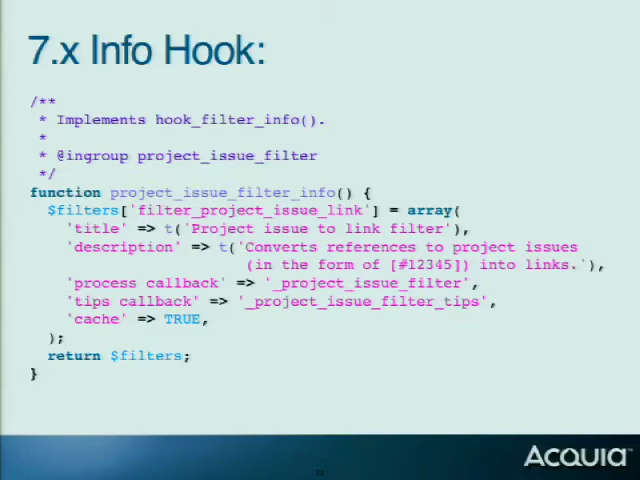 7.x Info Hook:
/**
 * Implements hook_filter_info().
 *
 * @ingroup project_issue_filter
 */
function project_issue_filter_info() {
  $filters['filter_project_issue_link'] = array(
    'title' => t('Project issue to link filter'),
    'description' => t('Converts references to project issues
                        (in the form of [#12345]) into links.'),
    'process callback' => '_project_issue_filter',
    'tips callback' => '_project_issue_filter_tips',
    'cache' => TRUE,
  );
  return $filters;
}
ACQUIA